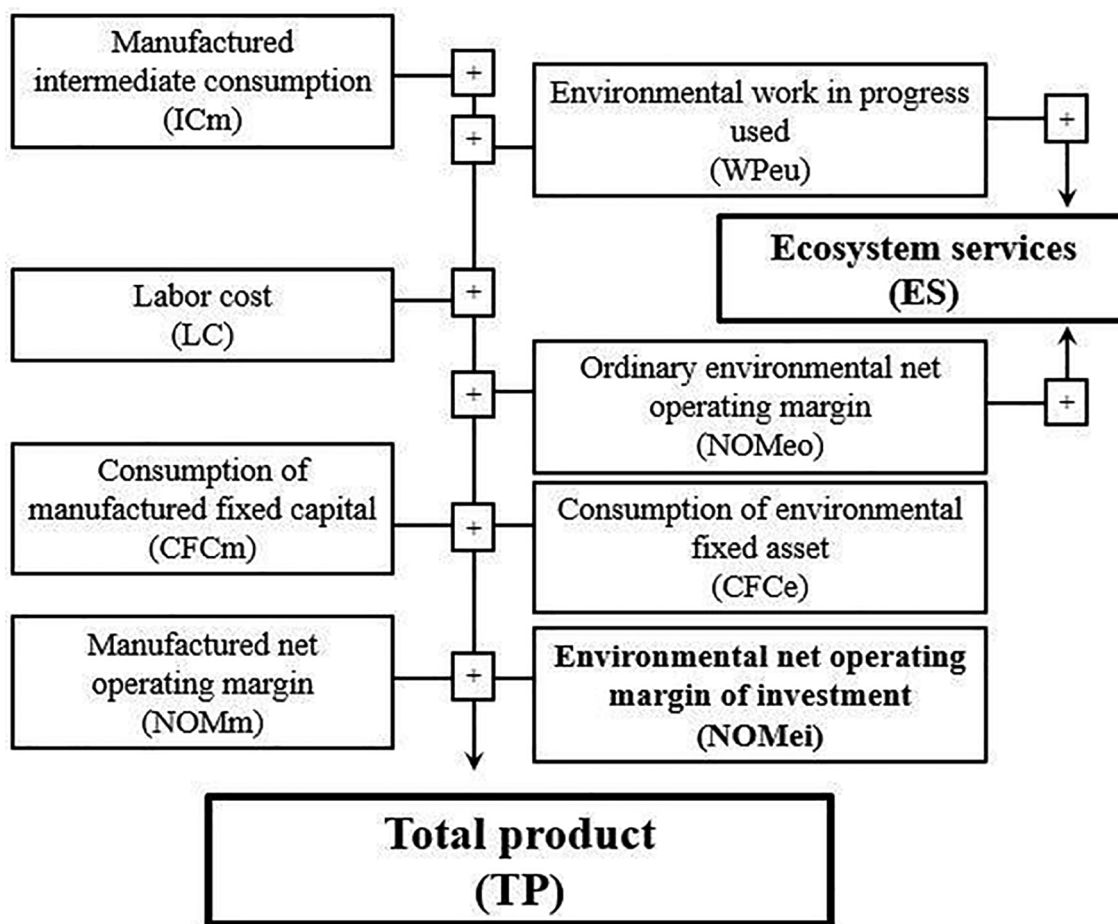 Manufactured
intermediate consumption
(ICm)
+
+
Environmental work in progress
used
(WPeu)
+
Ecosystem services
(ES)
Labor cost
(LC)
+
+
Ordinary environmental net
operating margin
(NOMeo)
+
Consumption of
manufactured fixed capital
(CFCm)
+
Consumption of environmental
fixed asset
(CFCe)
Manufactured net
operating margin
(NOMm)
+
Environmental net operating
margin of investment
(NOMei)
Total product
(TP)